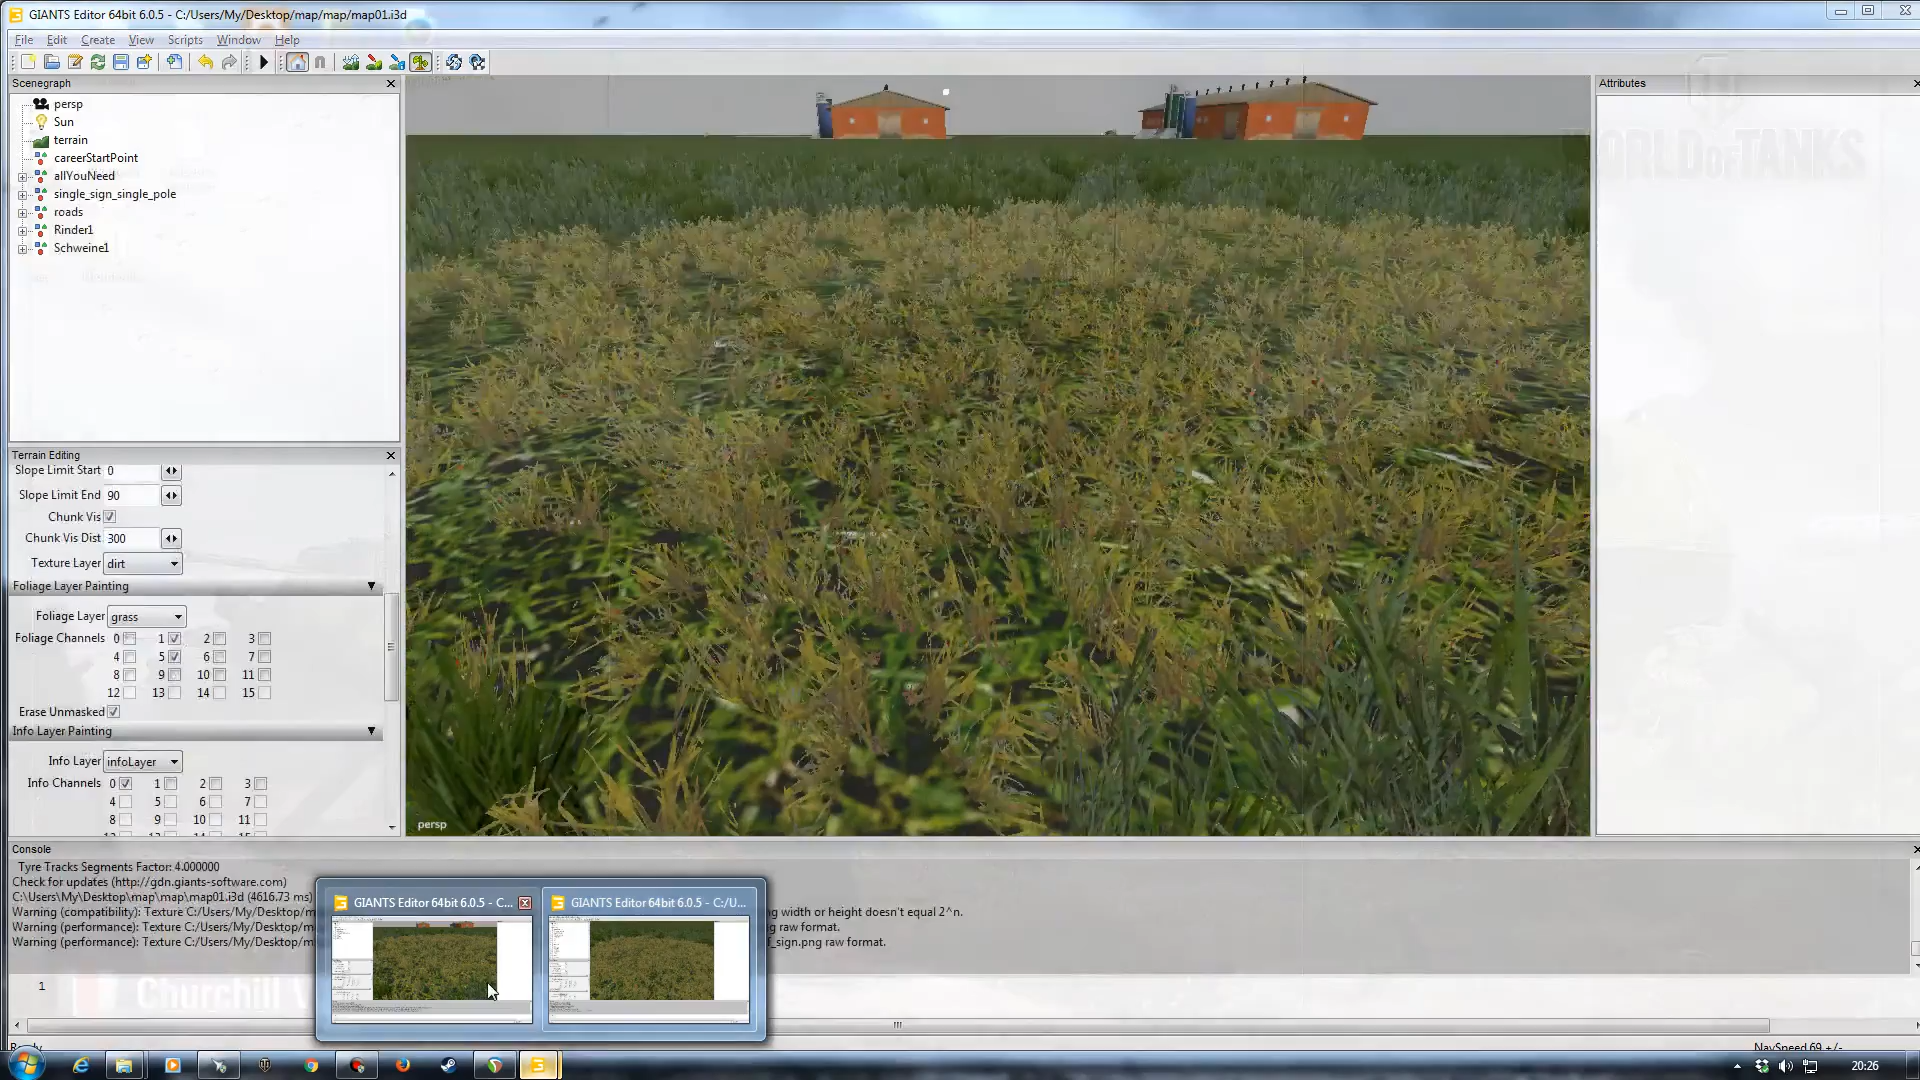 GIANTS Editor 64bit 6.0.5 - C:/Users/My/Desktop/map/map/map01.i3d
File Edit Create View Scripts Window Help
Scenegraph
persp
Sun
terrain
careerStartPoint
allYouNeed
single_sign_single_pole
roads
Rinder1
Schweine1
Attributes
WORLD OF TANKS
Terrain Editing
Slope Limit Start 0
Slope Limit End 90
Chunk Vis
Chunk Vis Dist 300
Texture Layer dirt
Foliage Layer Painting
Foliage Layer grass
Foliage Channels 0 1 2 3
4 5 6 7
8 9 10 11
12 13 14 15
Erase Unmasked
Info Layer Painting
Info Layer infoLayer
Info Channels 0 1 2 3
4 5 6 7
8 9 10 11
persp
Console
Tyre Tracks Segments Factor: 4.000000
Check for updates (http://gdn.giants-software.com)
C:\Users\My\Desktop\map\map\map01.i3d (4616.73 ms)
Warning (compatibility): Texture C:/Users/My/Desktop/m
g width or height doesn't equal 2^n.
Warning (performance): Texture C:/Users/My/Desktop/m
ng raw format.
Warning (performance): Texture C:/Users/My/Desktop/m
f_sign.png raw format.
GIANTS Editor 64bit 6.0.5 - C...
GIANTS Editor 64bit 6.0.5 - C:/U...
1
Churchill
NavSpeed 69 +/-
20:26